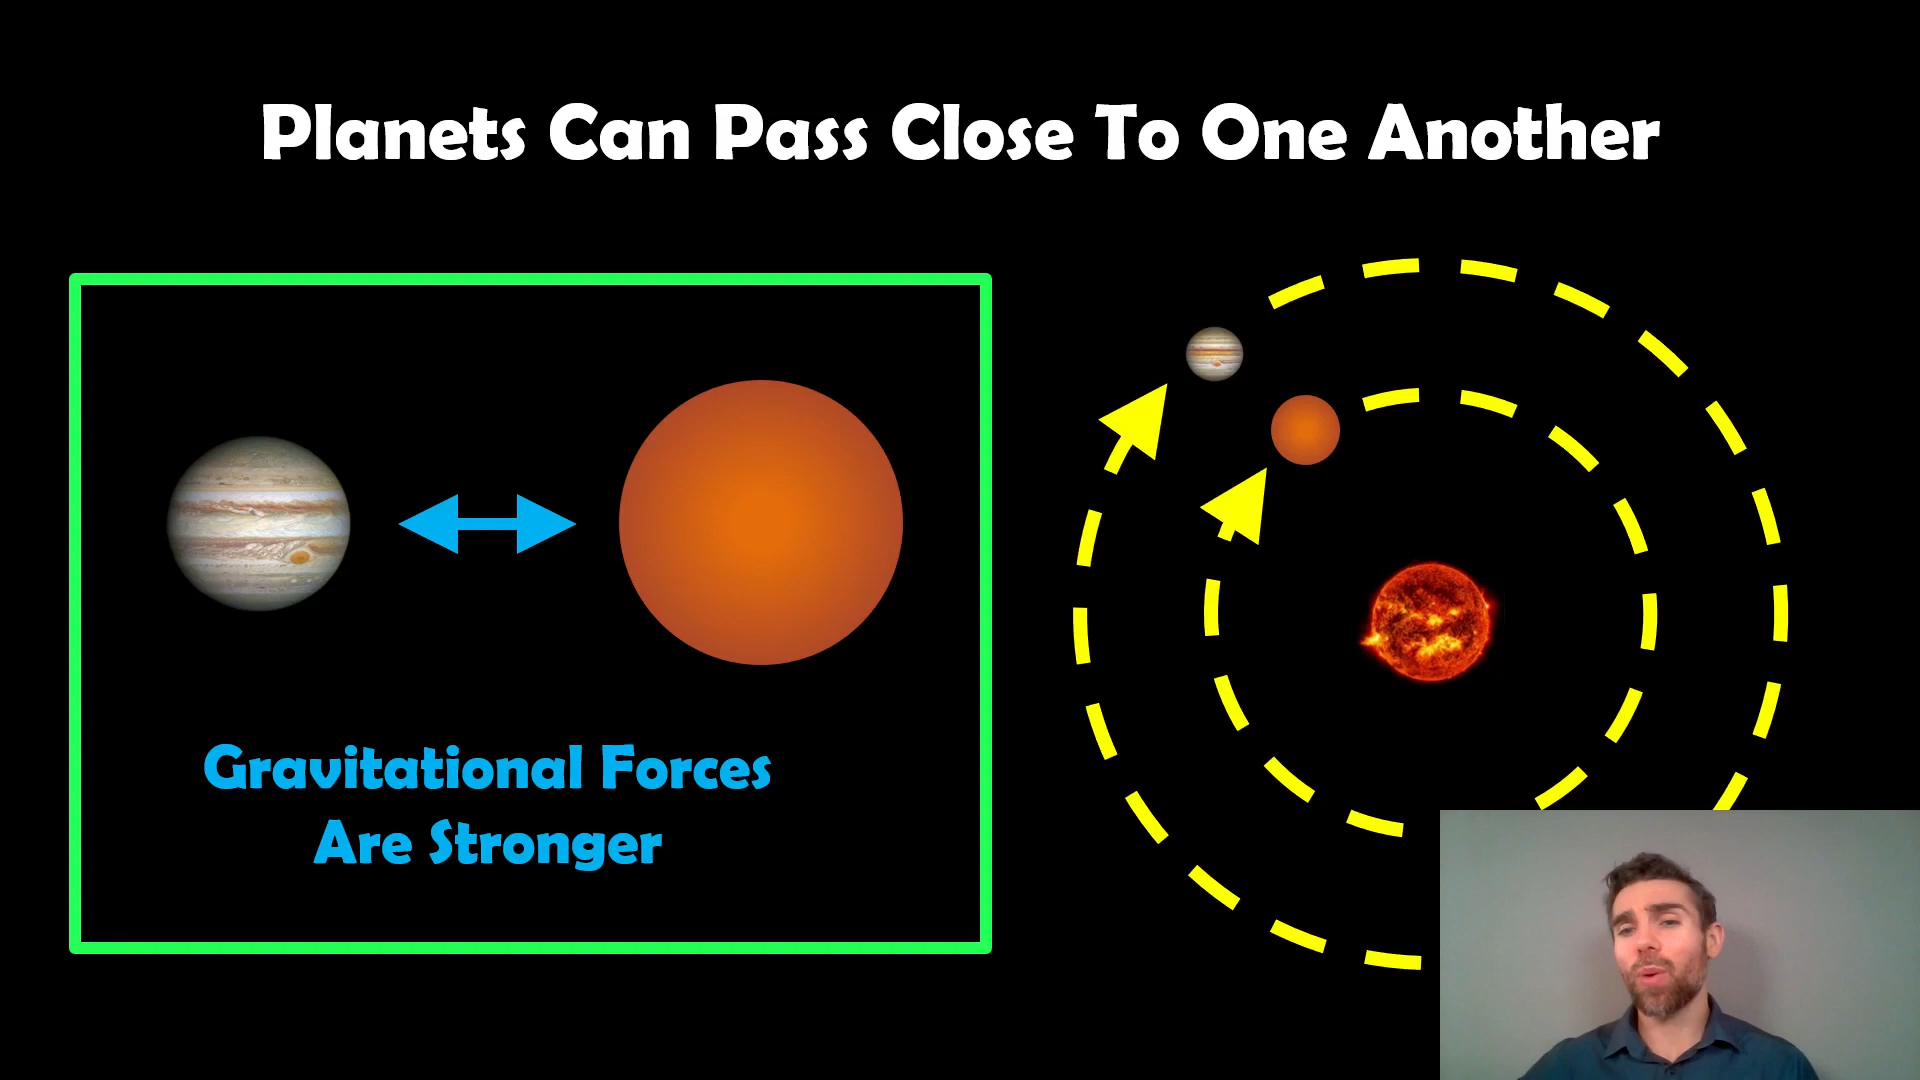 Planets Can Pass Close To One Another
Gravitational Forces
Are Stronger